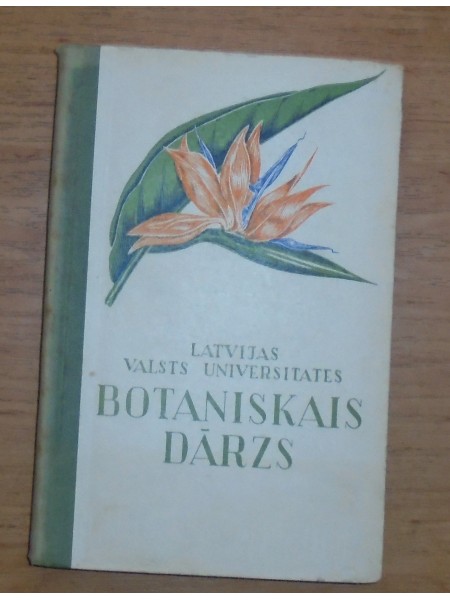 LATVIJAS
VALSTS UNIVERSITATES
BOTANISKAIS
DĀRZS